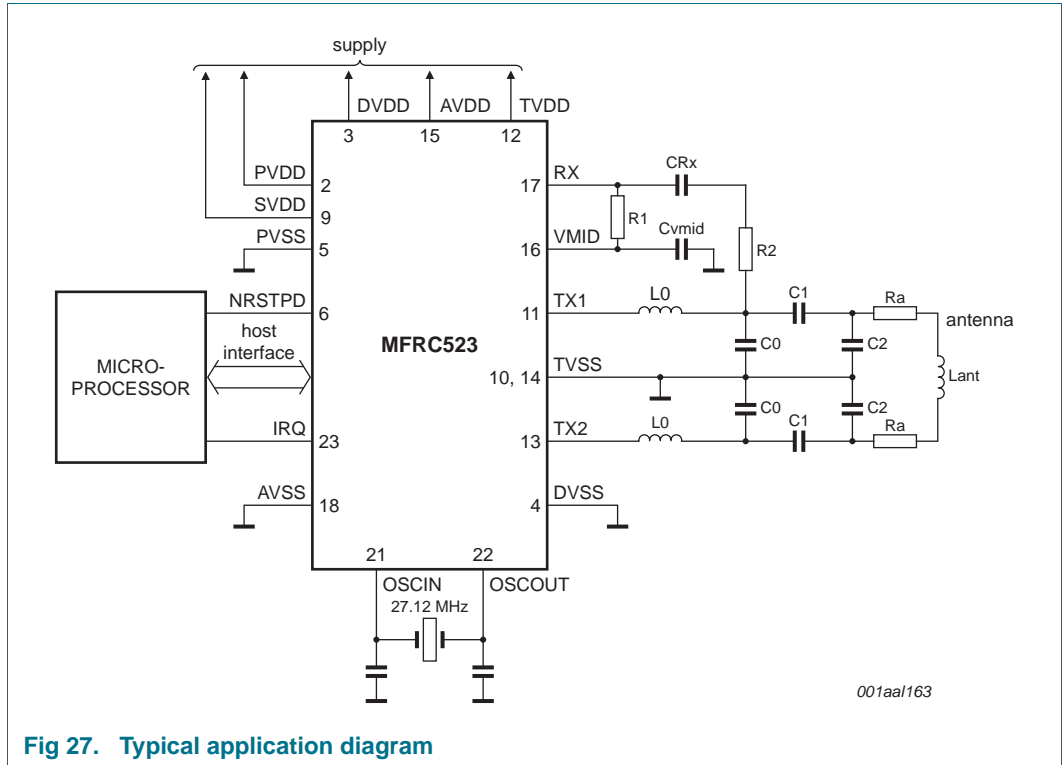 supply
DVDD AVDD TVDD
3 15 12
PVDD 2
SVDD 9
PVSS 5
NRSTPD 6
host
interface
MICRO-
PROCESSOR
IRQ 23
AVSS 18
MFRC523
17 RX
CRx
R1
Cvmid
16 VMID
R2
11 TX1
L0
C1
Ra
antenna
C0
C2
10, 14 TVSS
Lant
C0
C2
C1
Ra
13 TX2
L0
4 DVSS
21 22
OSCIN OSCOUT
27.12 MHz
001aal163
Fig 27. Typical application diagram